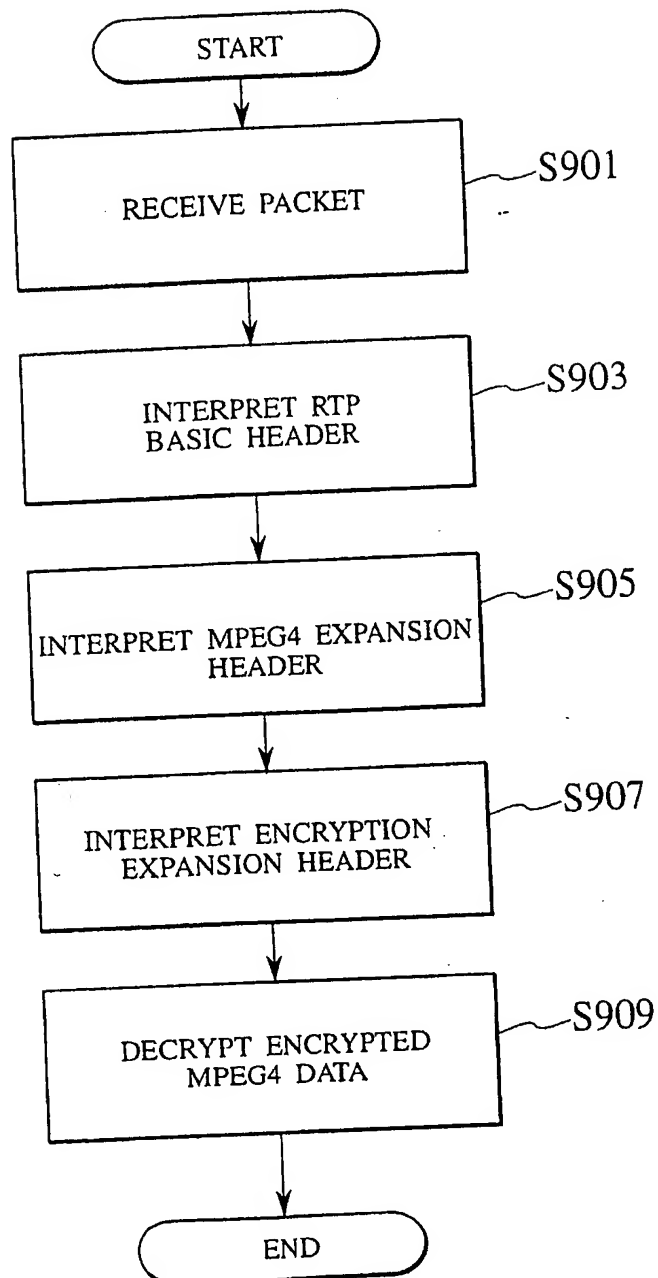 START
RECEIVE PACKET
S901
INTERPRET RTP
BASIC HEADER
S903
INTERPRET MPEG4 EXPANSION
HEADER
S905
INTERPRET ENCRYPTION
EXPANSION HEADER
S907
DECRYPT ENCRYPTED
MPEG4 DATA
S909
END